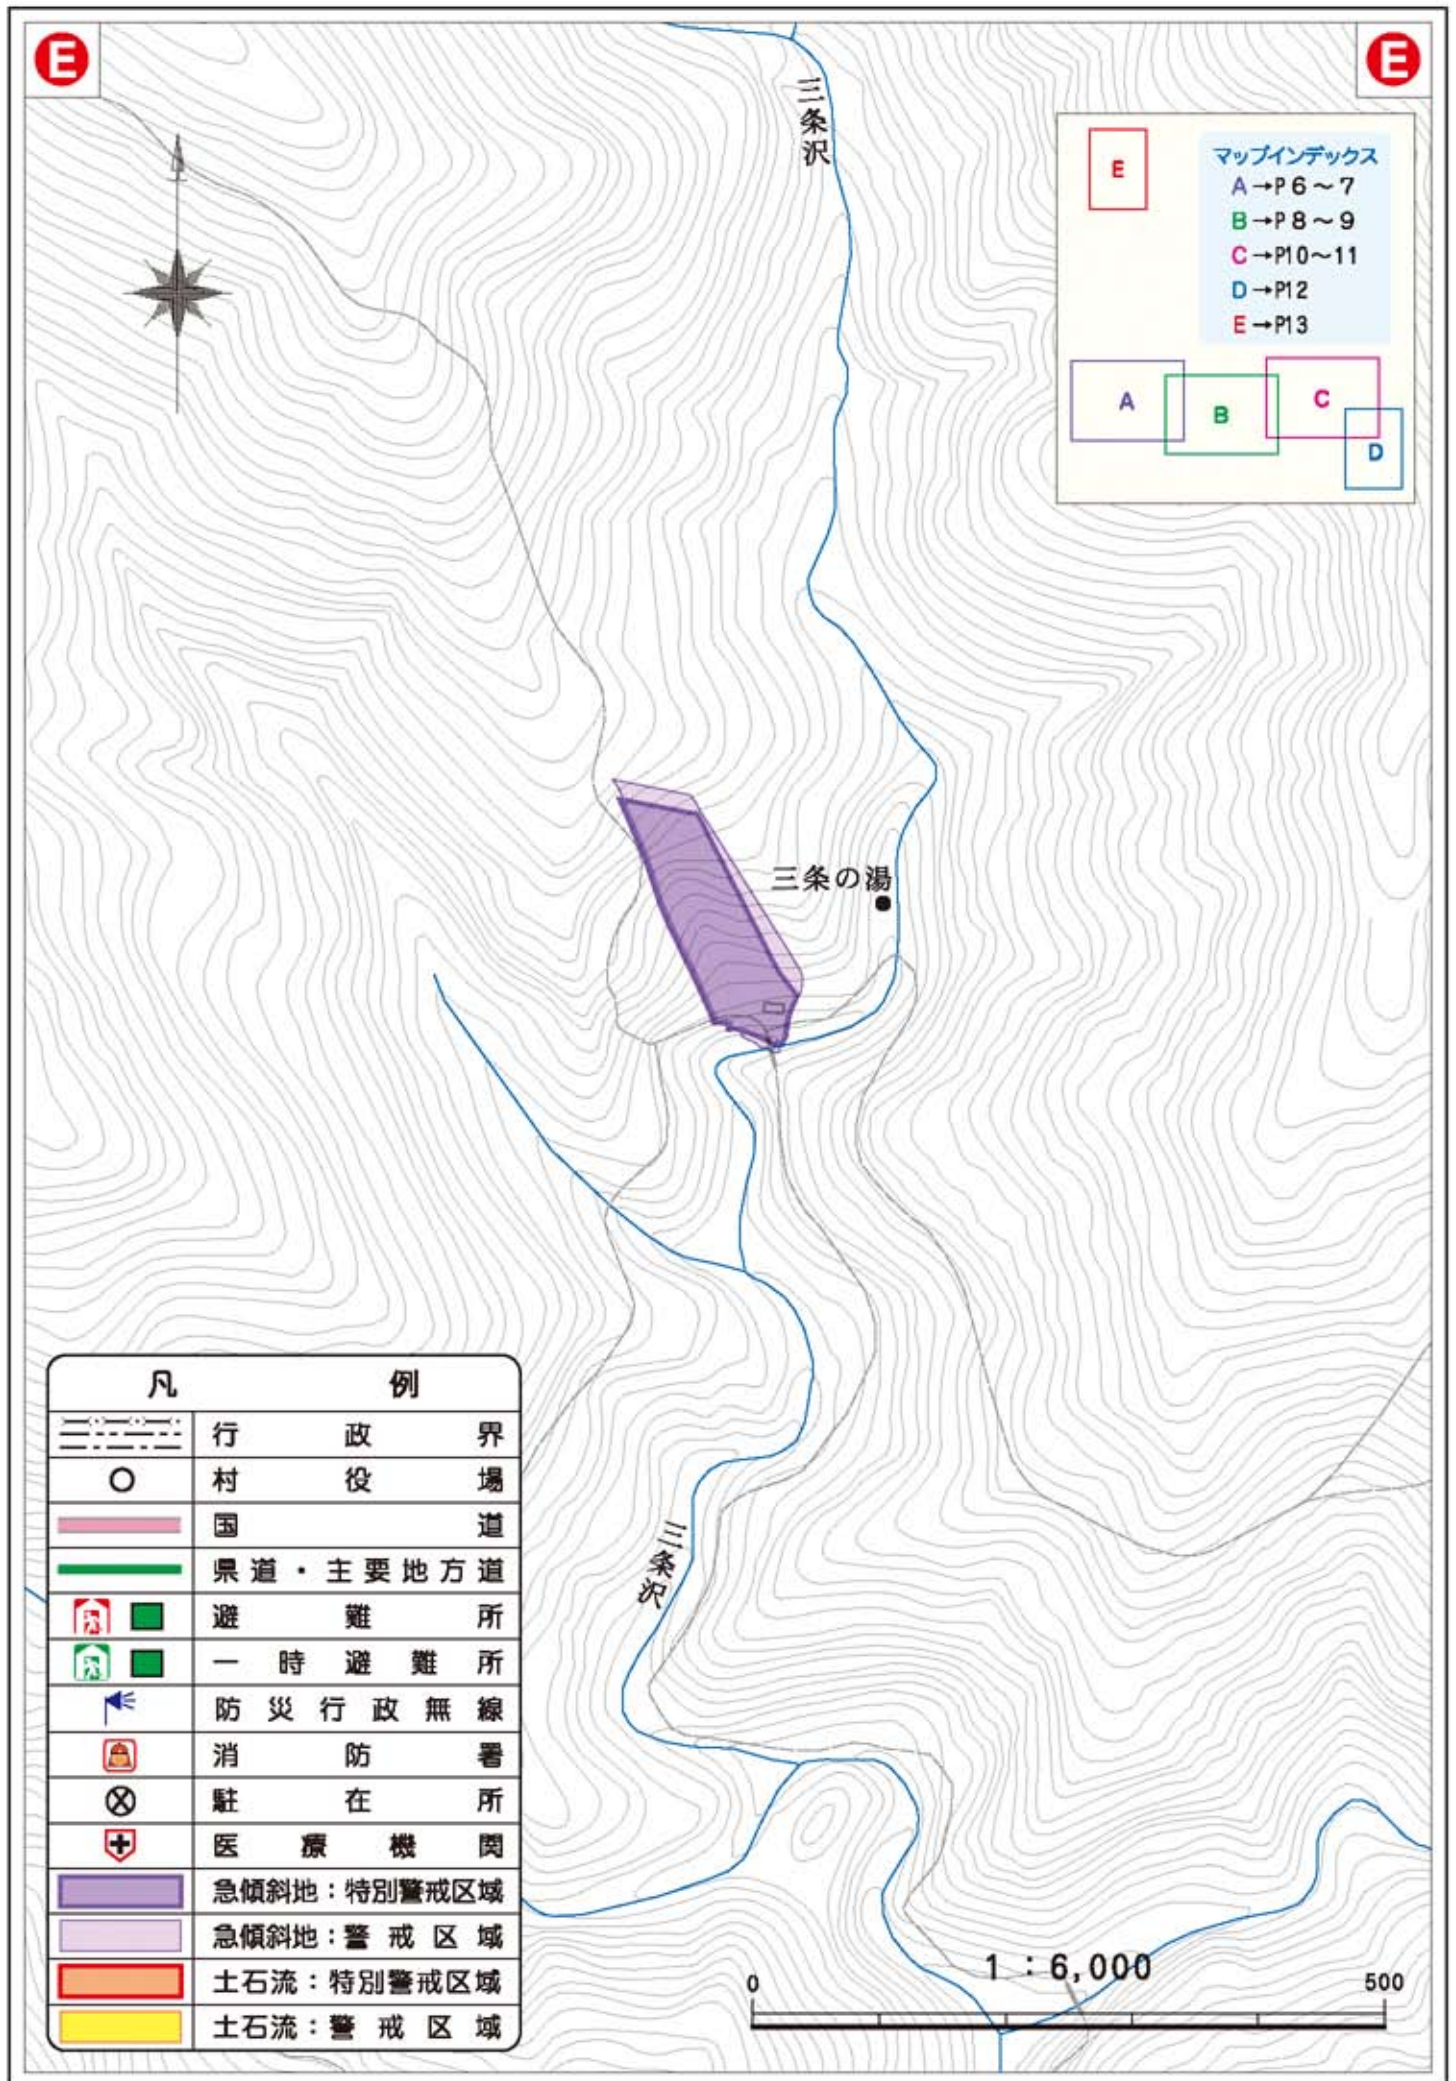 E
E
三条沢
E
マップインデックス
A→P 6～7
B→P 8～9
C→P10～11
D→P12
E→P13
A
B
C
D
三条の湯
三条沢
凡例
行政界
村役場
国道
県道・主要地方道
避難所
一時避難所
防災行政無線
消防署
駐在所
医療機関
急傾斜地：特別警戒区域
急傾斜地：警戒区域
土石流：特別警戒区域
土石流：警戒区域
1：6,000
0 500